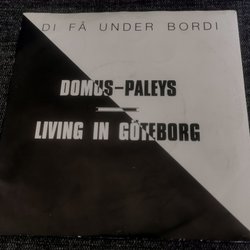 DI FÅ UNDER BORDI
DOMUS-PALEYS
LIVING IN GÖTEBORG